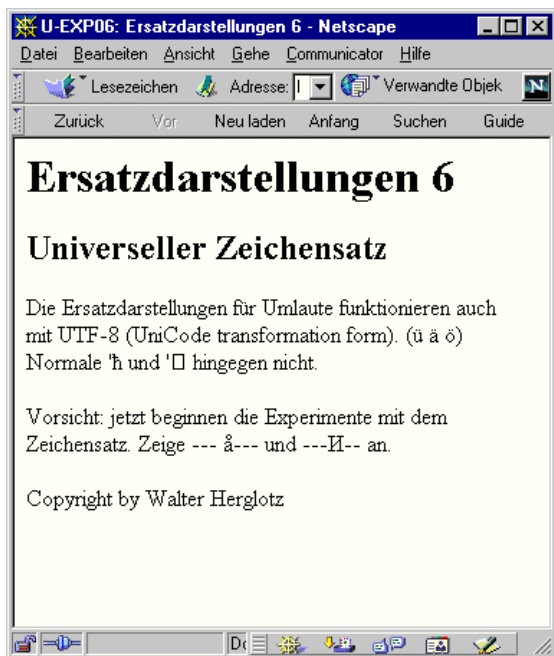 U-EXP06: Ersatzdarstellungen 6 - Netscape
Datei Bearbeiten Ansicht Gehe Communicator Hilfe
Lesezeichen Adresse: Verwandte Objek N
Zurück Vor Neu laden Anfang Suchen Guide
Ersatzdarstellungen 6
Universeller Zeichensatz
Die Ersatzdarstellungen für Umlaute funktionieren auch
mit UTF-8 (UniCode transformation form). (ü ä ö)
Normale 'ħ und '□ hingegen nicht.
Vorsicht: jetzt beginnen die Experimente mit dem
Zeichensatz. Zeige --- å--- und ---И-- an.
Copyright by Walter Herglotz